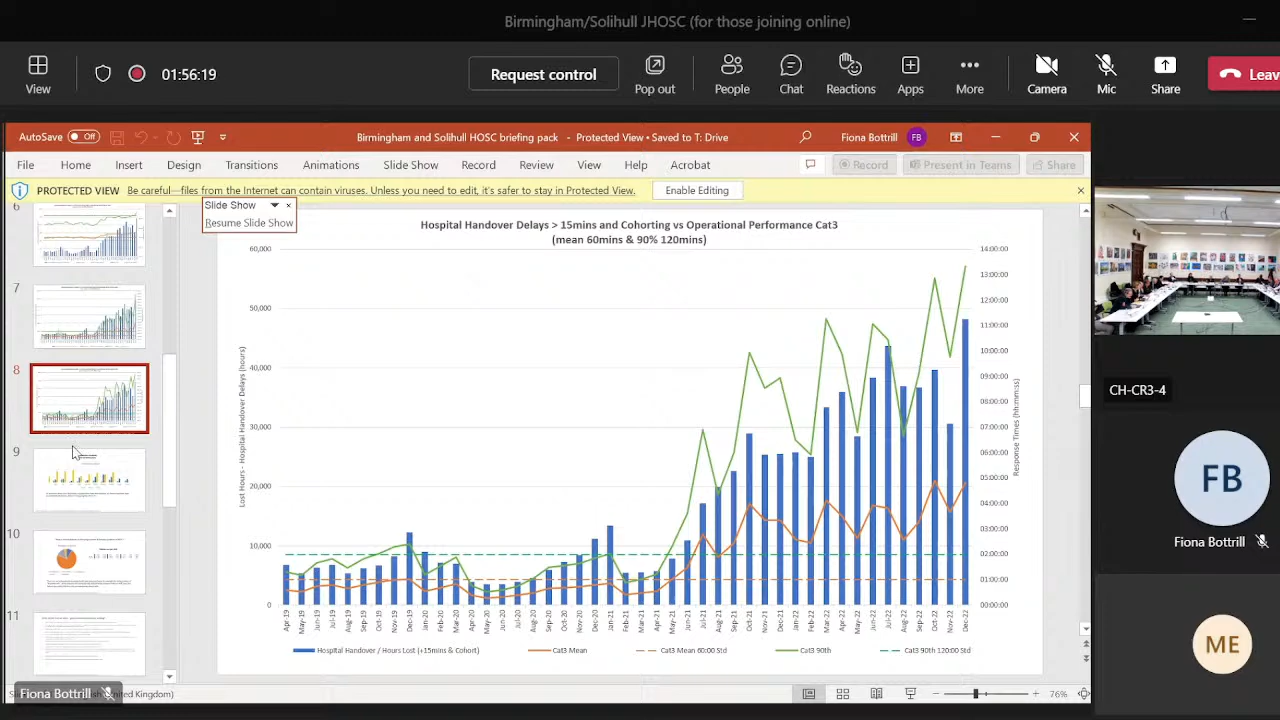 Birmingham/Solihull JHOSC (for those joining online)
View
01:56:19
Request control
Pop out
People
Chat
Reactions
Apps
More
Camera
Mic
Share
Leav
AutoSave Off
Birmingham and Solihull HOSC briefing pack - Protected View • Saved to T: Drive
Fiona Bottrill FB
File Home Insert Design Transitions Animations Slide Show Record Review View Help Acrobat
Record Present in Teams Share
PROTECTED VIEW Be careful—files from the Internet can contain viruses. Unless you need to edit, it's safer to stay in Protected View. Enable Editing
Slide Show
Resume Slide Show
6
7
8
9
10
11
Hospital Handover Delays > 15mins and Cohorting vs Operational Performance Cat3
(mean 60mins & 90% 120mins)
60,000
50,000
40,000
30,000
20,000
10,000
0
Lost Hours - Hospital Handover Delays (hours)
14:00:00
13:00:00
12:00:00
11:00:00
10:00:00
09:00:00
08:00:00
07:00:00
06:00:00
05:00:00
04:00:00
03:00:00
02:00:00
01:00:00
00:00:00
Response Times (hh:mm:ss)
Apr-19 May-19 Jun-19 Jul-19 Aug-19 Sep-19 Oct-19 Nov-19 Dec-19 Jan-20 Feb-20 Mar-20 Apr-20 May-20 Jun-20 Jul-20 Aug-20 Sep-20 Oct-20 Nov-20 Dec-20 Jan-21 Feb-21 Mar-21 Apr-21 May-21 Jun-21 Jul-21 Aug-21 Sep-21 Oct-21 Nov-21 Dec-21 Jan-22 Feb-22 Mar-22 Apr-22 May-22 Jun-22 Jul-22 Aug-22 Sep-22 Oct-22 Nov-22 Dec-22
Hospital Handover / Hours Lost (+15mins & Cohort) Cat3 Mean Cat3 Mean 60:00 Std Cat3 90th Cat3 90th 120:00 Std
Fiona Bottrill
Kingdom)
76%
CH-CR3-4
FB
Fiona Bottrill
ME